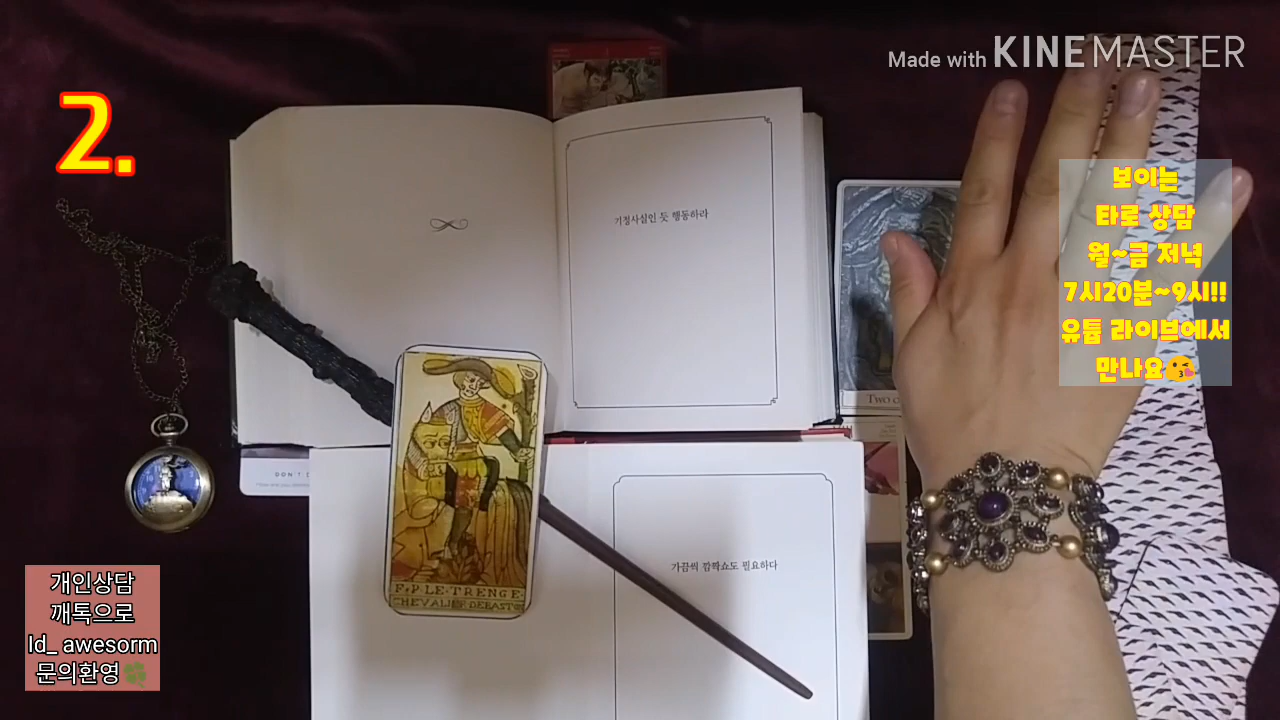 Made with KINEMASTER
2.
기정사실인 듯 행동하라
보이는
타로 상담
월~금 저녁
7시20분~9시!!
유튭 라이브에서
만나요😘
TWO
DON'T
가끔씩 깜짝쇼도 필요하다
F·P·LE·TRENGE·
CHEVALIER DEBAST
개인상담
깨톡으로
Id_ awesorm
문의환영🍀